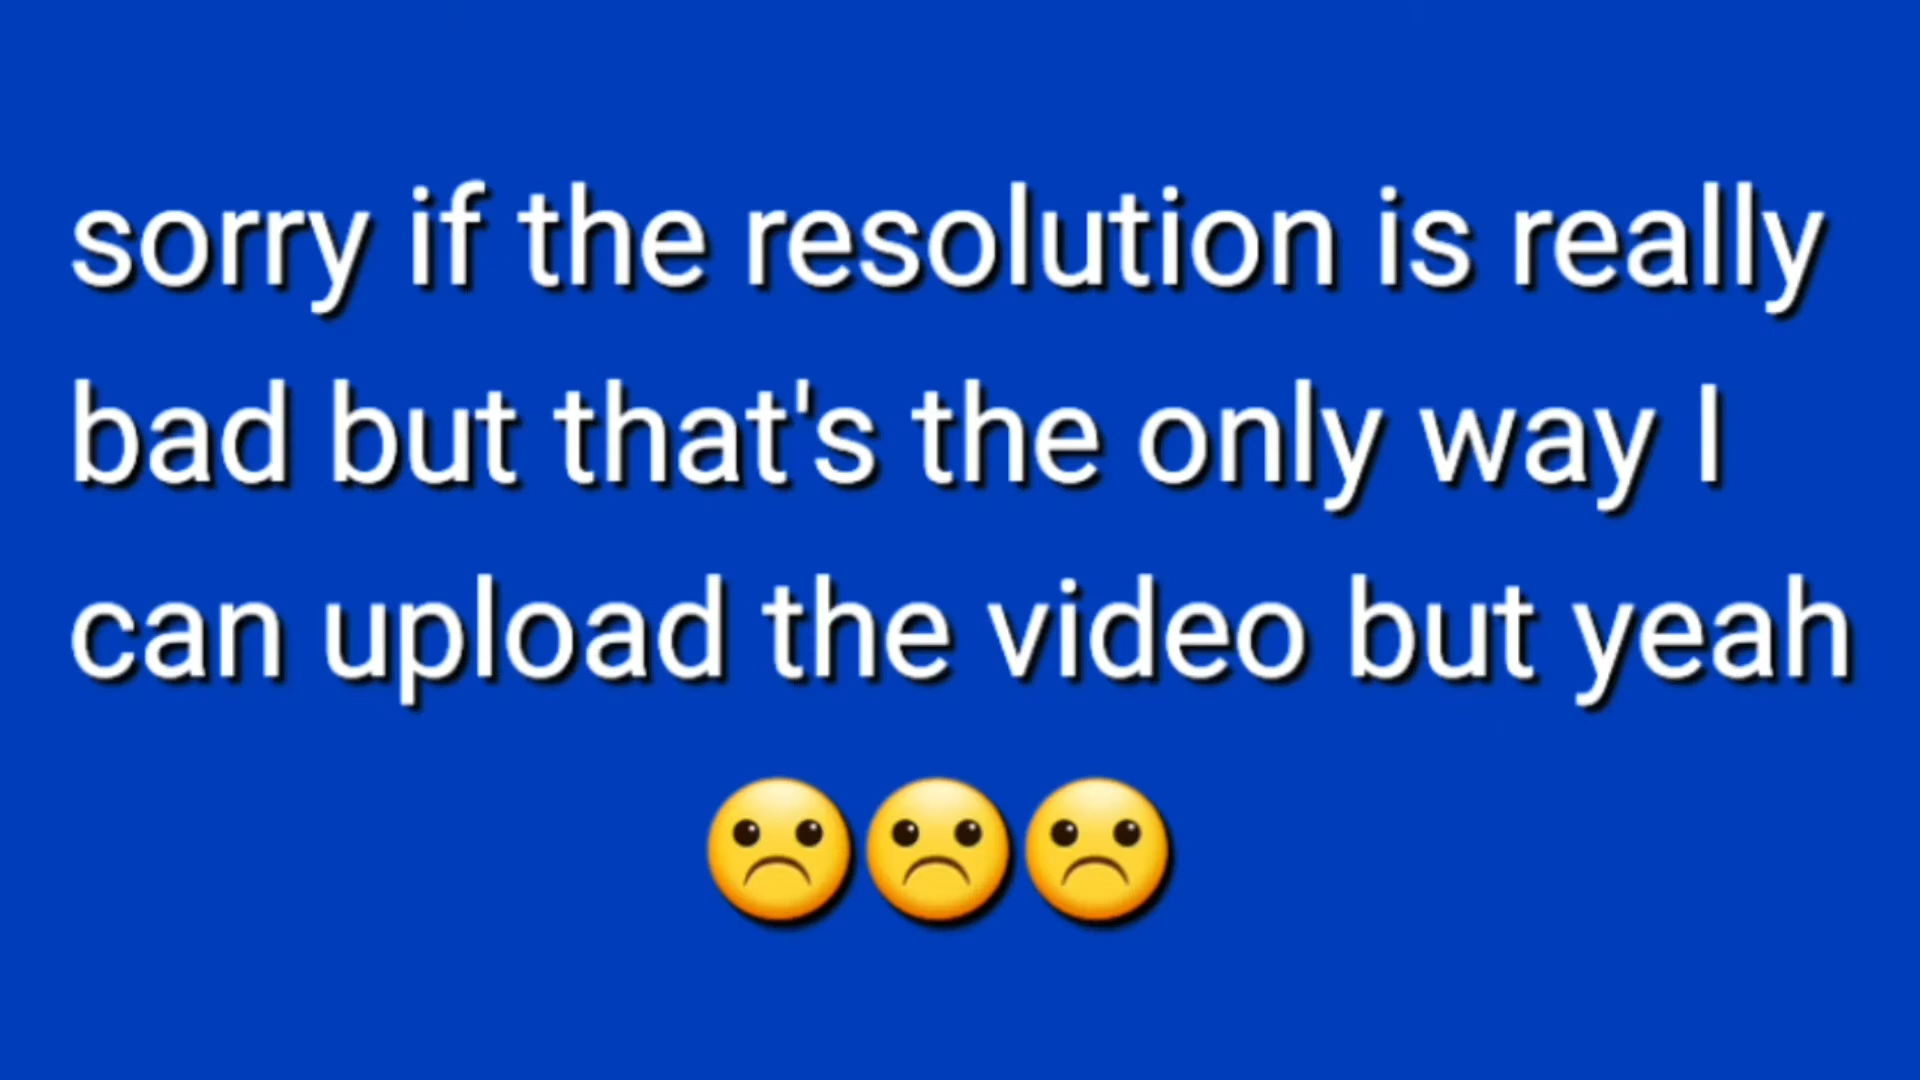 sorry if the resolution is really
bad but that's the only way I
can upload the video but yeah
☹️☹️☹️